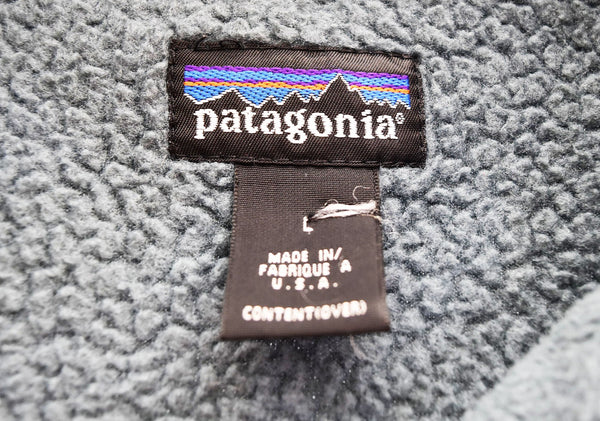 patagonia®
L
MADE IN/
FABRIQUE A
U.S.A.
CONTENT(OVER)